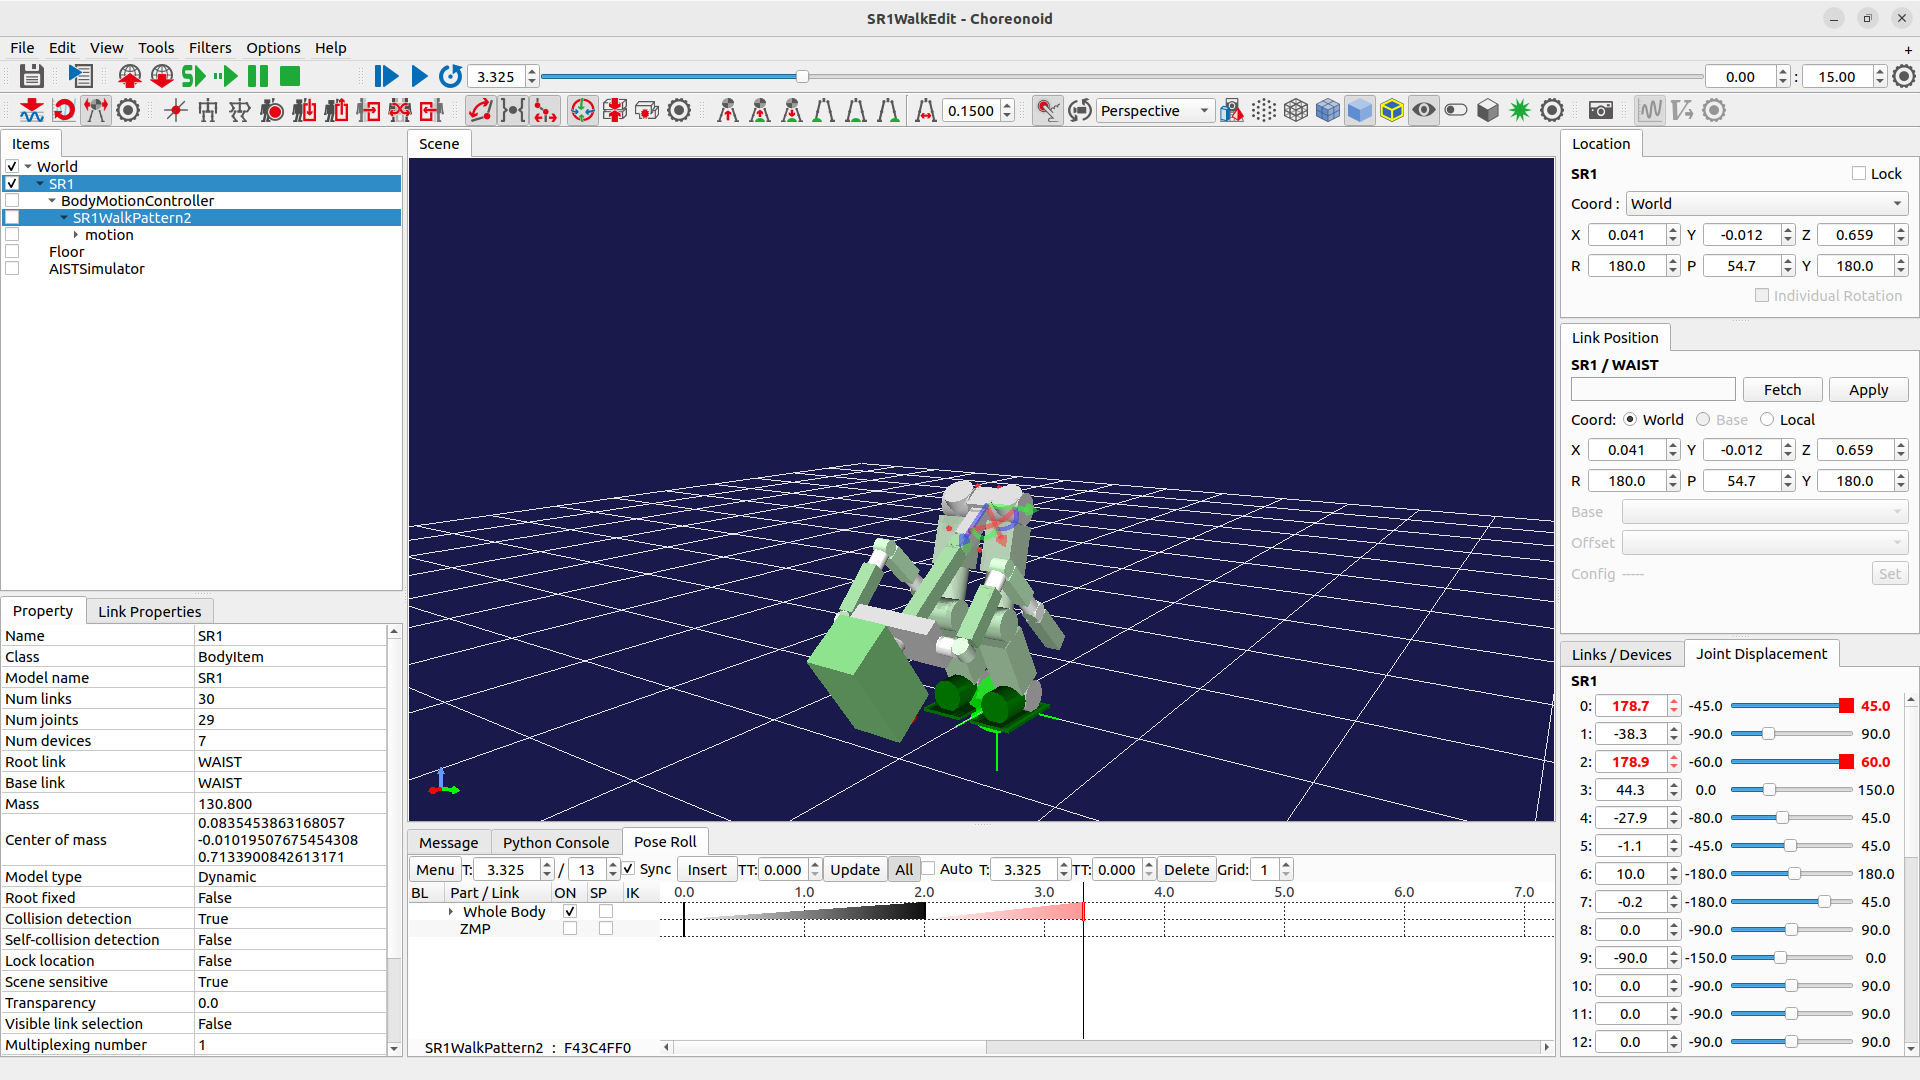 SR1WalkEdit - Choreonoid
File Edit View Tools Filters Options Help
+
3.325 0.00 : 15.00
0.1500 Perspective
Items
World
SR1
BodyMotionController
SR1WalkPattern2
motion
Floor
AISTSimulator
Property Link Properties
Name SR1
Class BodyItem
Model name SR1
Num links 30
Num joints 29
Num devices 7
Root link WAIST
Base link WAIST
Mass 130.800
Center of mass 0.0835453863168057
-0.01019507675454308
0.7133900842613171
Model type Dynamic
Root fixed False
Collision detection True
Self-collision detection False
Lock location False
Scene sensitive True
Transparency 0.0
Visible link selection False
Multiplexing number 1
Scene
Message Python Console Pose Roll
Menu T: 3.325 / 13 Sync Insert TT: 0.000 Update All Auto T: 3.325 TT: 0.000 Delete Grid: 1
BL Part / Link ON SP IK 0.0 1.0 2.0 3.0 4.0 5.0 6.0 7.0
Whole Body
ZMP
SR1WalkPattern2 : F43C4FF0
Location
SR1 Lock
Coord : World
X 0.041 Y -0.012 Z 0.659
R 180.0 P 54.7 Y 180.0
Individual Rotation
Link Position
SR1 / WAIST
Fetch Apply
Coord: World Base Local
X 0.041 Y -0.012 Z 0.659
R 180.0 P 54.7 Y 180.0
Base
Offset
Config ----- Set
Links / Devices Joint Displacement
SR1
0: 178.7 -45.0 45.0
1: -38.3 -90.0 90.0
2: 178.9 -60.0 60.0
3: 44.3 0.0 150.0
4: -27.9 -80.0 45.0
5: -1.1 -45.0 45.0
6: 10.0 -180.0 180.0
7: -0.2 -180.0 45.0
8: 0.0 -90.0 90.0
9: -90.0 -150.0 0.0
10: 0.0 -90.0 90.0
11: 0.0 -90.0 90.0
12: 0.0 -90.0 90.0